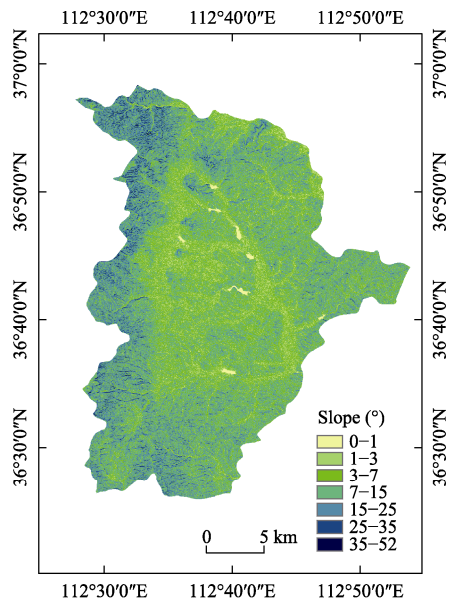 112°30′0″E 112°40′0″E 112°50′0″E
37°0′0″N 37°0′0″N
36°50′0″N 36°50′0″N
36°40′0″N 36°40′0″N
36°30′0″N 36°30′0″N
Slope (°)
0−1
1−3
3−7
7−15
15−25
25−35
35−52
0 5 km
112°30′0″E 112°40′0″E 112°50′0″E